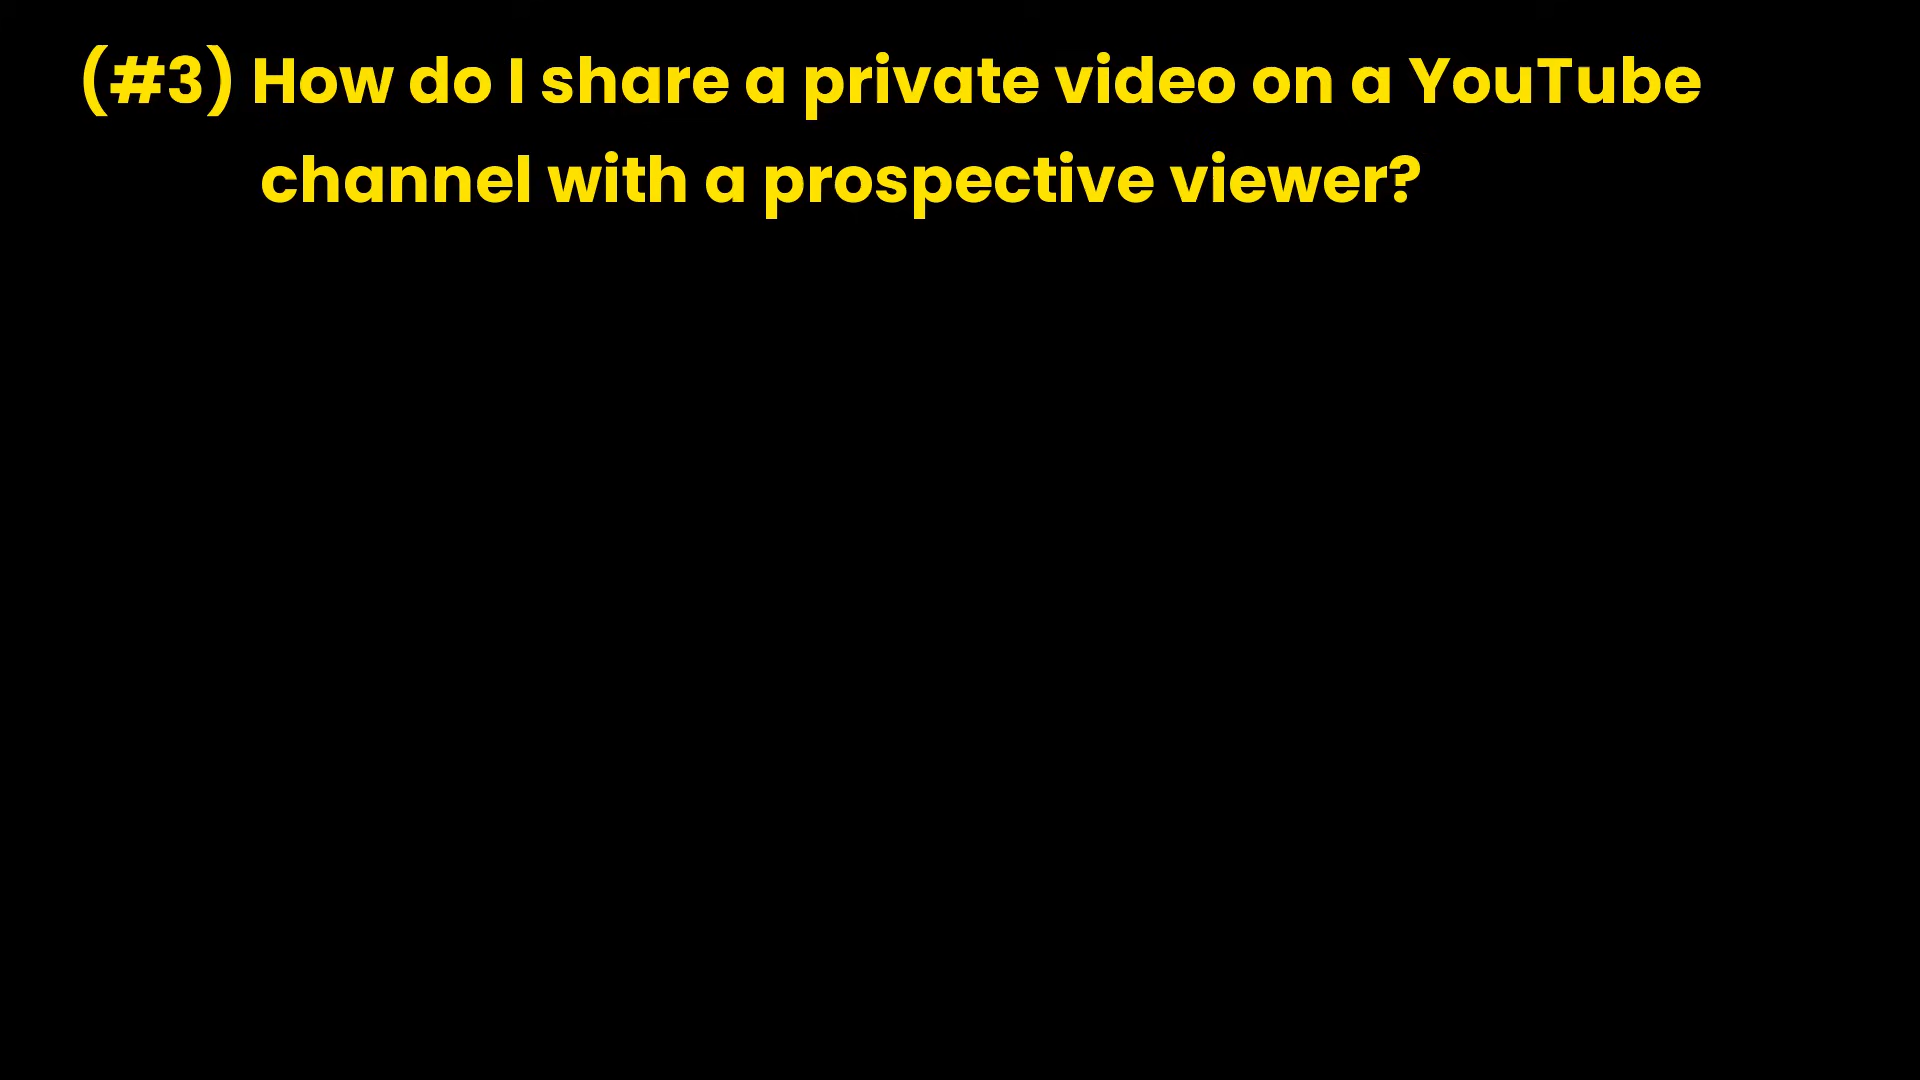 (#3) How do I share a private video on a YouTube
channel with a prospective viewer?